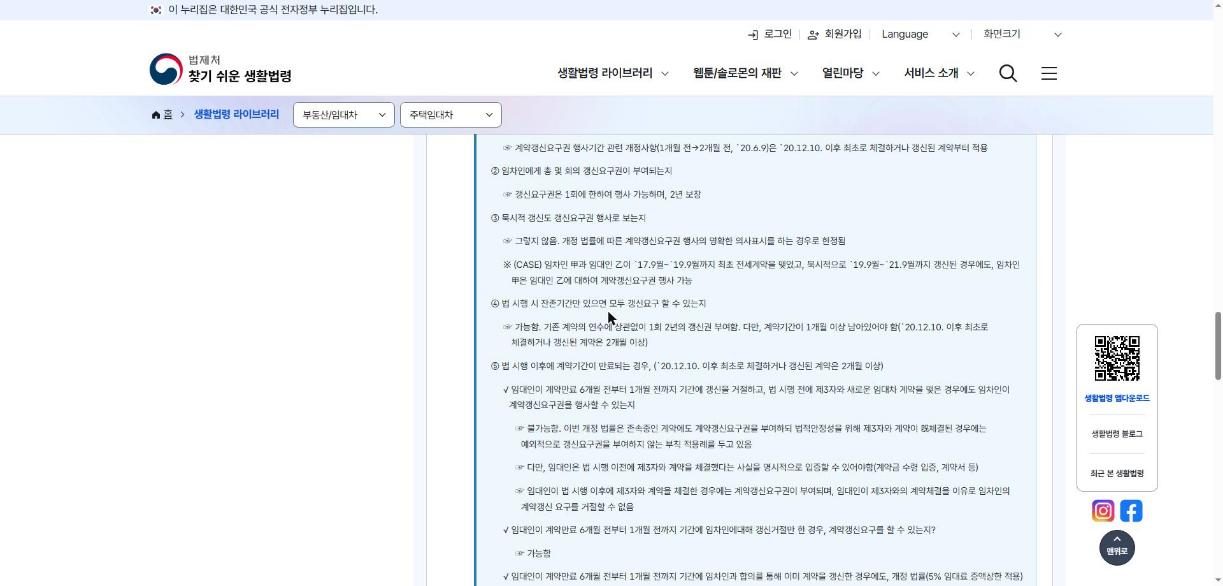 이 누리집은 대한민국 공식 전자정부 누리집입니다.
로그인 회원가입 Language 화면크기
법제처
찾기 쉬운 생활법령
생활법령 라이브러리 웹툰/솔로몬의 재판 열린마당 서비스 소개
홈 > 생활법령 라이브러리 부동산/임대차 주택임대차
☞ 계약갱신요구권 행사기간 관련 개정사항(1개월 전→2개월 전, `20.6.9)은 `20.12.10. 이후 최초로 체결하거나 갱신된 계약부터 적용
② 임차인에게 총 몇 회의 갱신요구권이 부여되는지
☞ 갱신요구권은 1회에 한하여 행사 가능하며, 2년 보장
③ 묵시적 갱신도 갱신요구권 행사로 보는지
☞ 그렇지 않음. 개정 법률에 따른 계약갱신요구권 행사의 명확한 의사표시를 하는 경우로 한정됨
※ (CASE) 임차인 甲과 임대인 乙이 `17.9월~`19.9월까지 최초 전세계약을 맺었고, 묵시적으로 `19.9월~`21.9월까지 갱신된 경우에도, 임차인
甲은 임대인 乙에 대하여 계약갱신요구권 행사 가능
④ 법 시행 시 잔존기간만 있으면 모두 갱신요구 할 수 있는지
☞ 가능함. 기존 계약의 연수에 상관없이 1회 2년의 갱신권 부여함. 다만, 계약기간이 1개월 이상 남아있어야 함(`20.12.10. 이후 최초로
체결하거나 갱신된 계약은 2개월 이상)
⑤ 법 시행 이후에 계약기간이 만료되는 경우, (`20.12.10. 이후 최초로 체결하거나 갱신된 계약은 2개월 이상)
√ 임대인이 계약만료 6개월 전부터 1개월 전까지 기간에 갱신을 거절하고, 법 시행 전에 제3자와 새로운 임대차 계약을 맺은 경우에도 임차인이
계약갱신요구권을 행사할 수 있는지
☞ 불가능함. 이번 개정 법률은 존속중인 계약에도 계약갱신요구권을 부여하되 법적안정성을 위해 제3자와 계약이 旣체결된 경우에는
예외적으로 갱신요구권을 부여하지 않는 부칙 적용례를 두고 있음
☞ 다만, 임대인은 법 시행 이전에 제3자와 계약을 체결했다는 사실을 명시적으로 입증할 수 있어야함(계약금 수령 입증, 계약서 등)
☞ 임대인이 법 시행 이후에 제3자와 계약을 체결한 경우에는 계약갱신요구권이 부여되며, 임대인이 제3자와의 계약체결을 이유로 임차인의
계약갱신 요구를 거절할 수 없음
√ 임대인이 계약만료 6개월 전부터 1개월 전까지 기간에 임차인에대해 갱신거절만 한 경우, 계약갱신요구를 할 수 있는지?
☞ 가능함
√ 임대인이 계약만료 6개월 전부터 1개월 전까지 기간에 임차인과 합의를 통해 이미 계약을 갱신한 경우에도, 개정 법률(5% 임대료 증액상한 적용)
생활법령 앱다운로드
생활법령 블로그
최근 본 생활법령
맨위로